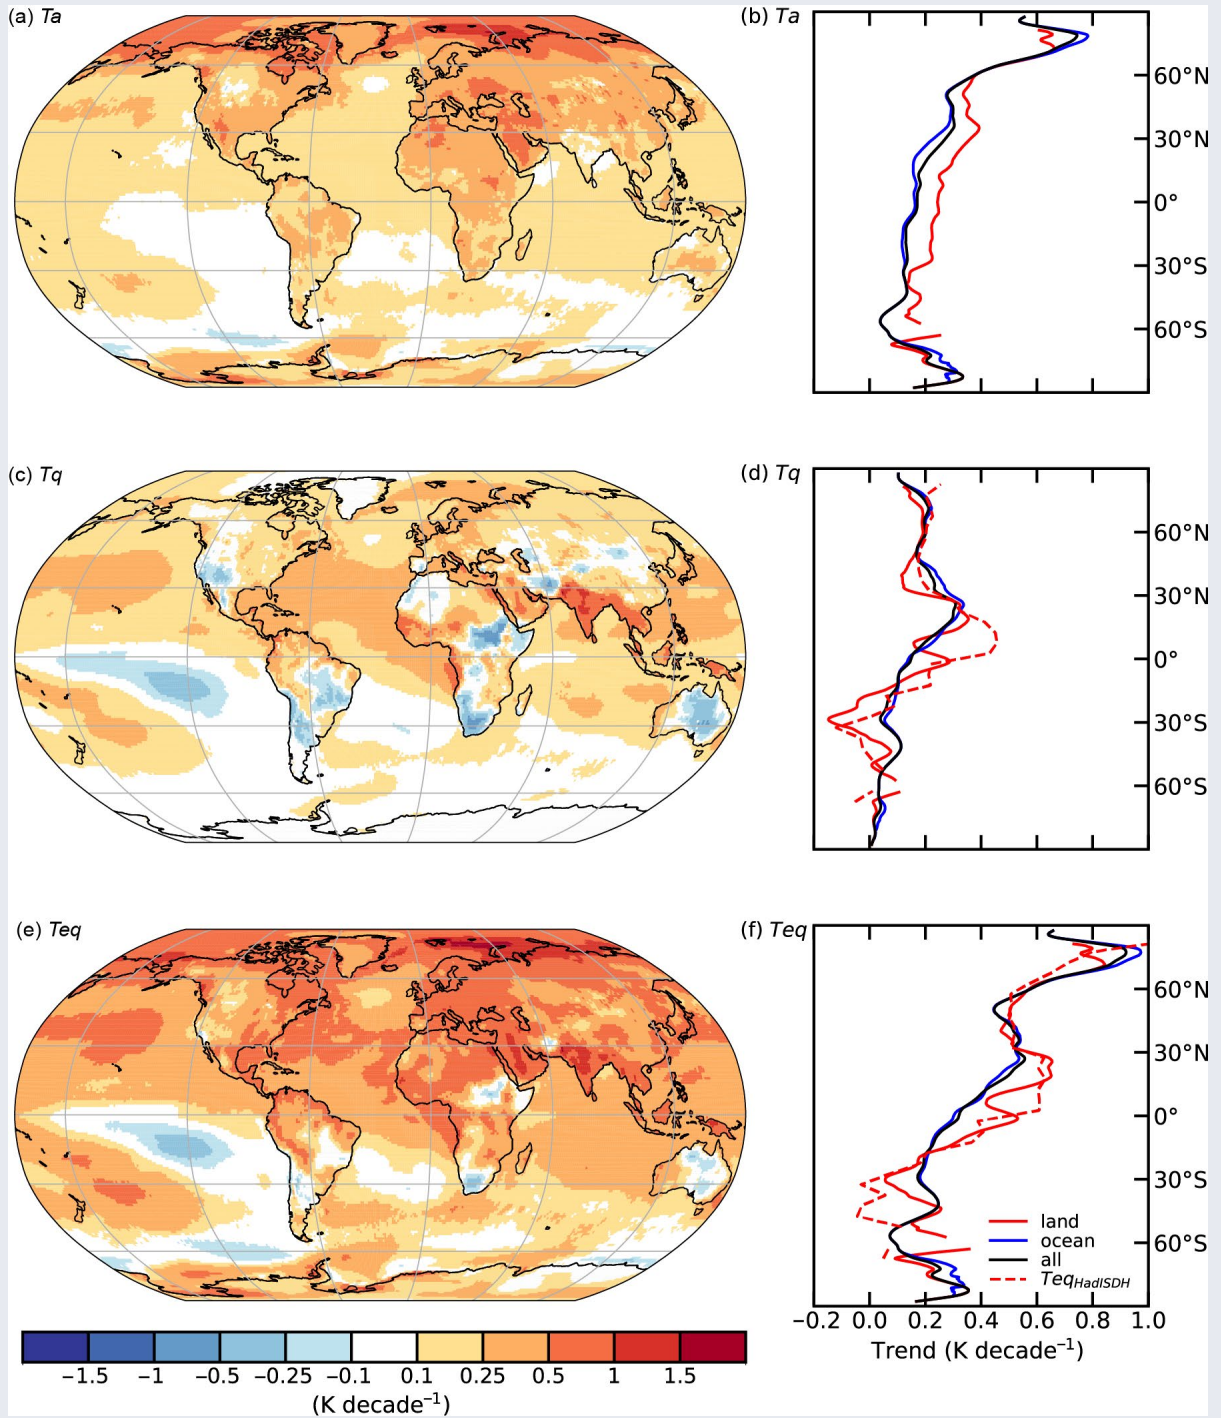 (a) Ta
(b) Ta
60°N
30°N
0°
30°S
60°S
(c) Tq
(d) Tq
60°N
30°N
0°
30°S
60°S
(e) Teq
(f) Teq
60°N
30°N
0°
30°S
60°S
land
ocean
all
TeqHadISDH
−0.2 0.0 0.2 0.4 0.6 0.8 1.0
Trend (K decade⁻¹)
−1.5 −1 −0.5 −0.25 −0.1 0.1 0.25 0.5 1 1.5
(K decade⁻¹)